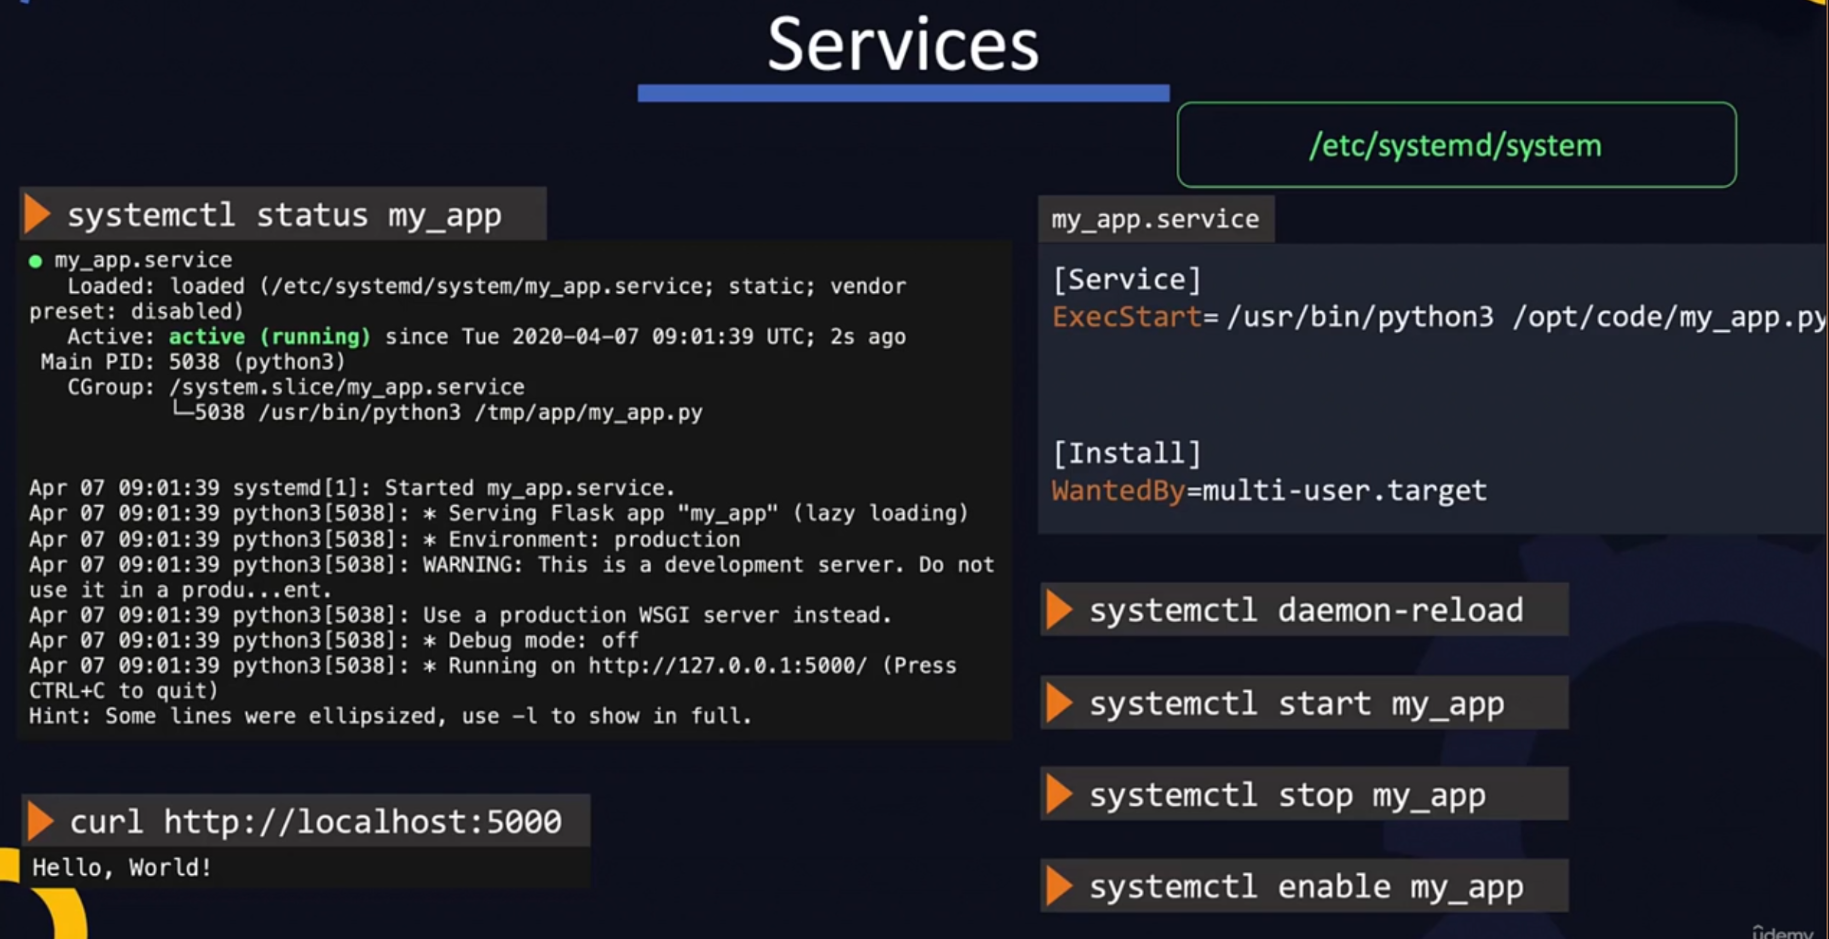 Services
/etc/systemd/system
systemctl status my_app
● my_app.service
Loaded: loaded (/etc/systemd/system/my_app.service; static; vendor
preset: disabled)
Active: active (running) since Tue 2020-04-07 09:01:39 UTC; 2s ago
Main PID: 5038 (python3)
CGroup: /system.slice/my_app.service
└─5038 /usr/bin/python3 /tmp/app/my_app.py
Apr 07 09:01:39 systemd[1]: Started my_app.service.
Apr 07 09:01:39 python3[5038]: * Serving Flask app "my_app" (lazy loading)
Apr 07 09:01:39 python3[5038]: * Environment: production
Apr 07 09:01:39 python3[5038]: WARNING: This is a development server. Do not
use it in a produ...ent.
Apr 07 09:01:39 python3[5038]: Use a production WSGI server instead.
Apr 07 09:01:39 python3[5038]: * Debug mode: off
Apr 07 09:01:39 python3[5038]: * Running on http://127.0.0.1:5000/ (Press
CTRL+C to quit)
Hint: Some lines were ellipsized, use -l to show in full.
curl http://localhost:5000
Hello, World!
my_app.service
[Service]
ExecStart= /usr/bin/python3 /opt/code/my_app.py
[Install]
WantedBy=multi-user.target
systemctl daemon-reload
systemctl start my_app
systemctl stop my_app
systemctl enable my_app
ûdemy